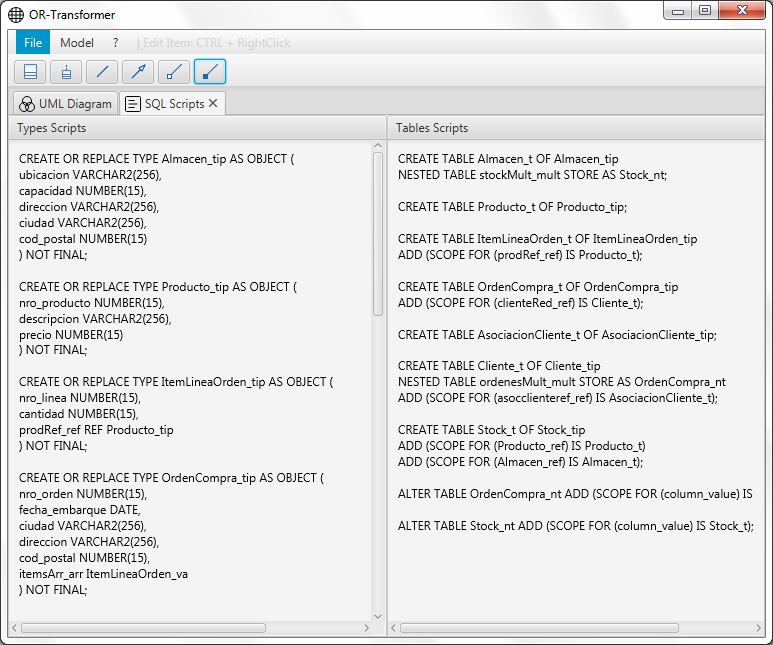 OR-Transformer
File Model ? | Edit Item: CTRL + RightClick
UML Diagram SQL Scripts
Types Scripts
CREATE OR REPLACE TYPE Almacen_tip AS OBJECT (
ubicacion VARCHAR2(256),
capacidad NUMBER(15),
direccion VARCHAR2(256),
ciudad VARCHAR2(256),
cod_postal NUMBER(15)
) NOT FINAL;
CREATE OR REPLACE TYPE Producto_tip AS OBJECT (
nro_producto NUMBER(15),
descripcion VARCHAR2(256),
precio NUMBER(15)
) NOT FINAL;
CREATE OR REPLACE TYPE ItemLineaOrden_tip AS OBJECT (
nro_linea NUMBER(15),
cantidad NUMBER(15),
prodRef_ref REF Producto_tip
) NOT FINAL;
CREATE OR REPLACE TYPE OrdenCompra_tip AS OBJECT (
nro_orden NUMBER(15),
fecha_embarque DATE,
ciudad VARCHAR2(256),
direccion VARCHAR2(256),
cod_postal NUMBER(15),
itemsArr_arr ItemLineaOrden_va
) NOT FINAL;
Tables Scripts
CREATE TABLE Almacen_t OF Almacen_tip
NESTED TABLE stockMult_mult STORE AS Stock_nt;
CREATE TABLE Producto_t OF Producto_tip;
CREATE TABLE ItemLineaOrden_t OF ItemLineaOrden_tip
ADD (SCOPE FOR (prodRef_ref) IS Producto_t);
CREATE TABLE OrdenCompra_t OF OrdenCompra_tip
ADD (SCOPE FOR (clienteRed_ref) IS Cliente_t);
CREATE TABLE AsociacionCliente_t OF AsociacionCliente_tip;
CREATE TABLE Cliente_t OF Cliente_tip
NESTED TABLE ordenesMult_mult STORE AS OrdenCompra_nt
ADD (SCOPE FOR (asocclienteref_ref) IS AsociacionCliente_t);
CREATE TABLE Stock_t OF Stock_tip
ADD (SCOPE FOR (Producto_ref) IS Producto_t)
ADD (SCOPE FOR (Almacen_ref) IS Almacen_t);
ALTER TABLE OrdenCompra_nt ADD (SCOPE FOR (column_value) IS
ALTER TABLE Stock_nt ADD (SCOPE FOR (column_value) IS Stock_t);